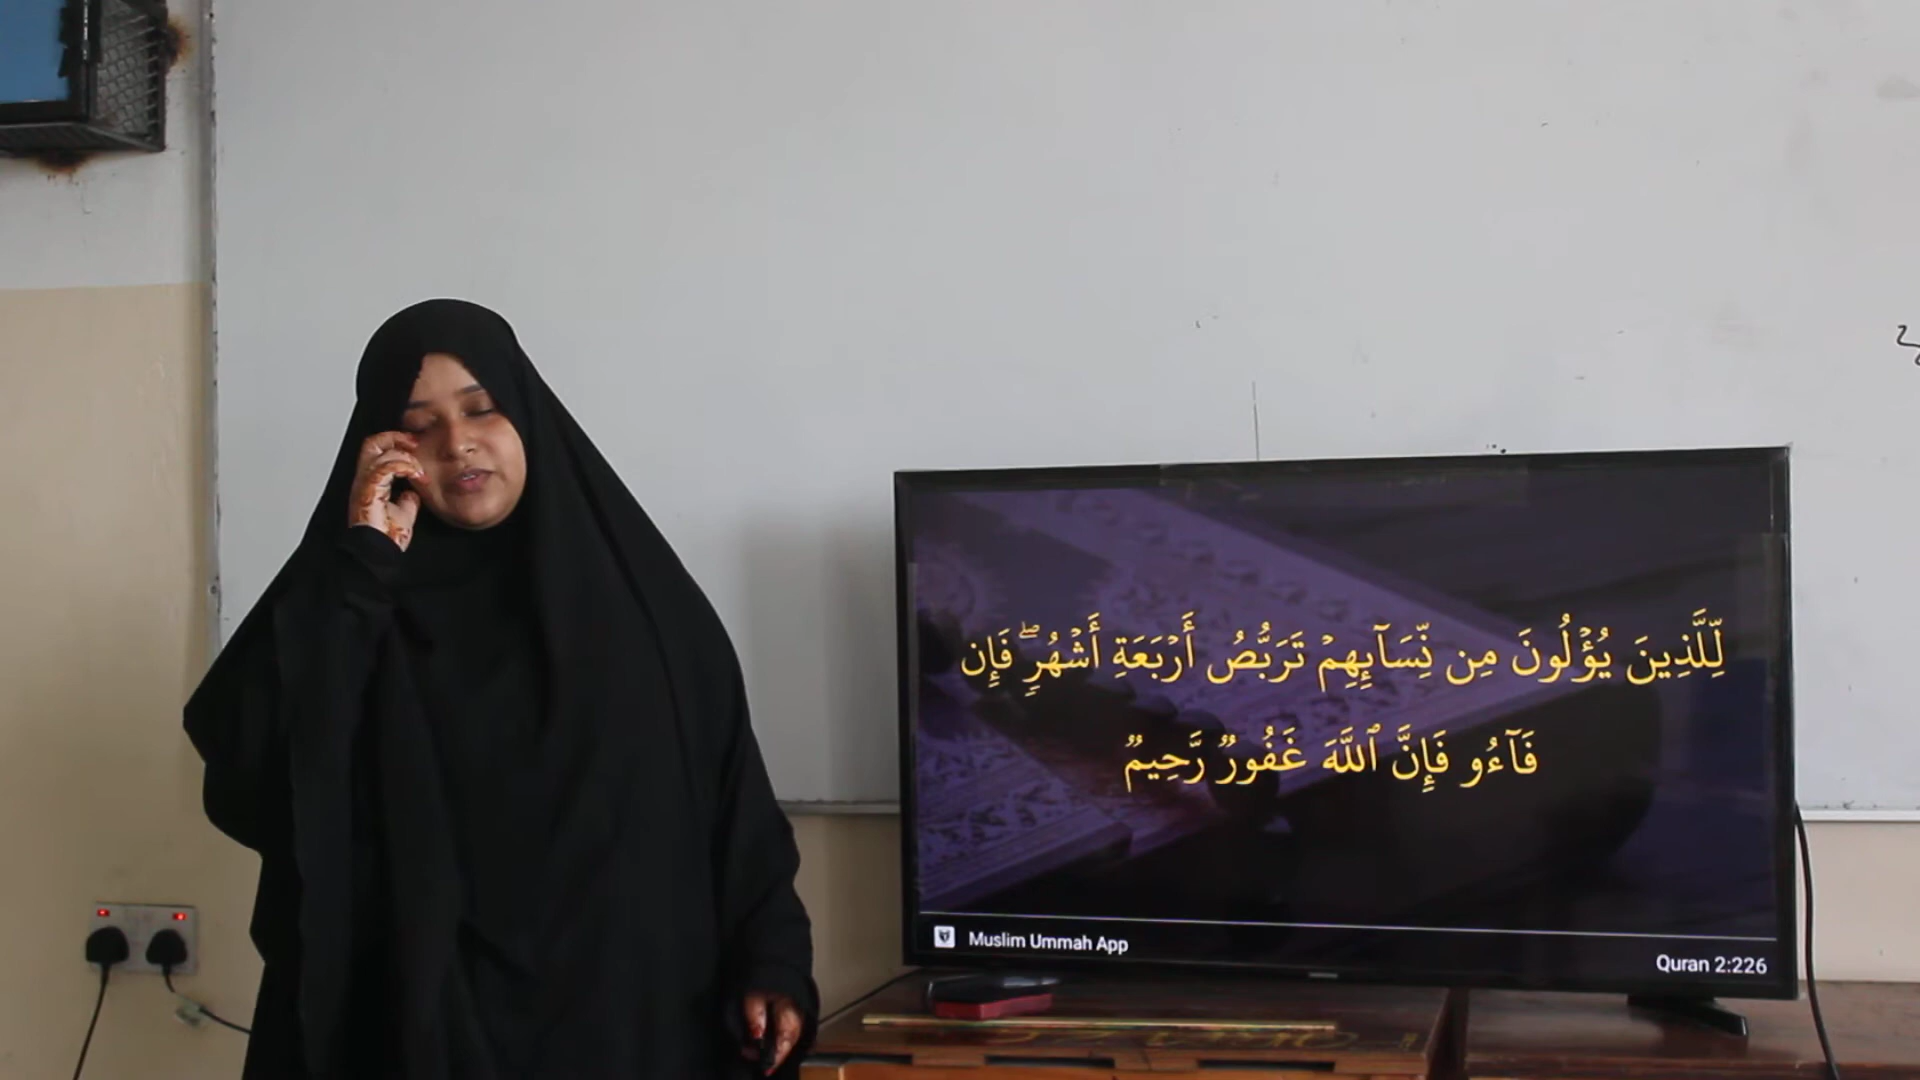 لِّلَّذِينَ يُؤۡلُونَ مِن نِّسَآئِهِمۡ تَرَبُّصُ أَرۡبَعَةِ أَشۡهُرٖۖ فَإِن
فَآءُو فَإِنَّ ٱللَّهَ غَفُورٞ رَّحِيمٞ
Muslim Ummah App
Quran 2:226